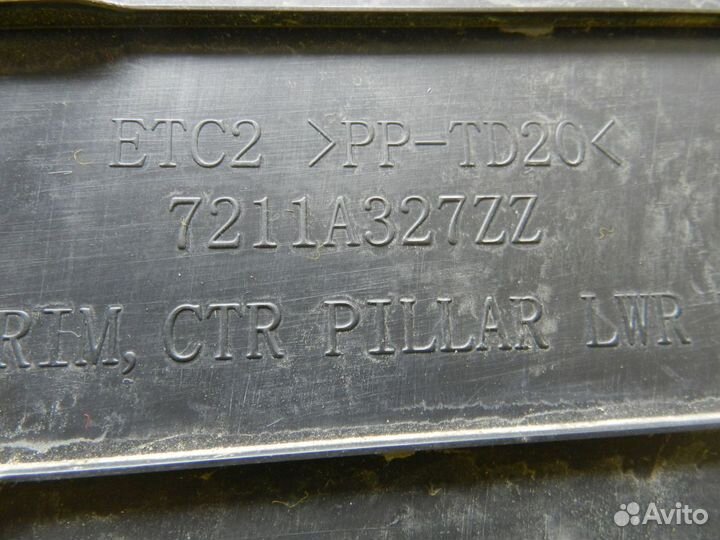 ETC2 >PP-TD20<
7211A327ZZ
RIM, CTR PILLAR LWR
Avito